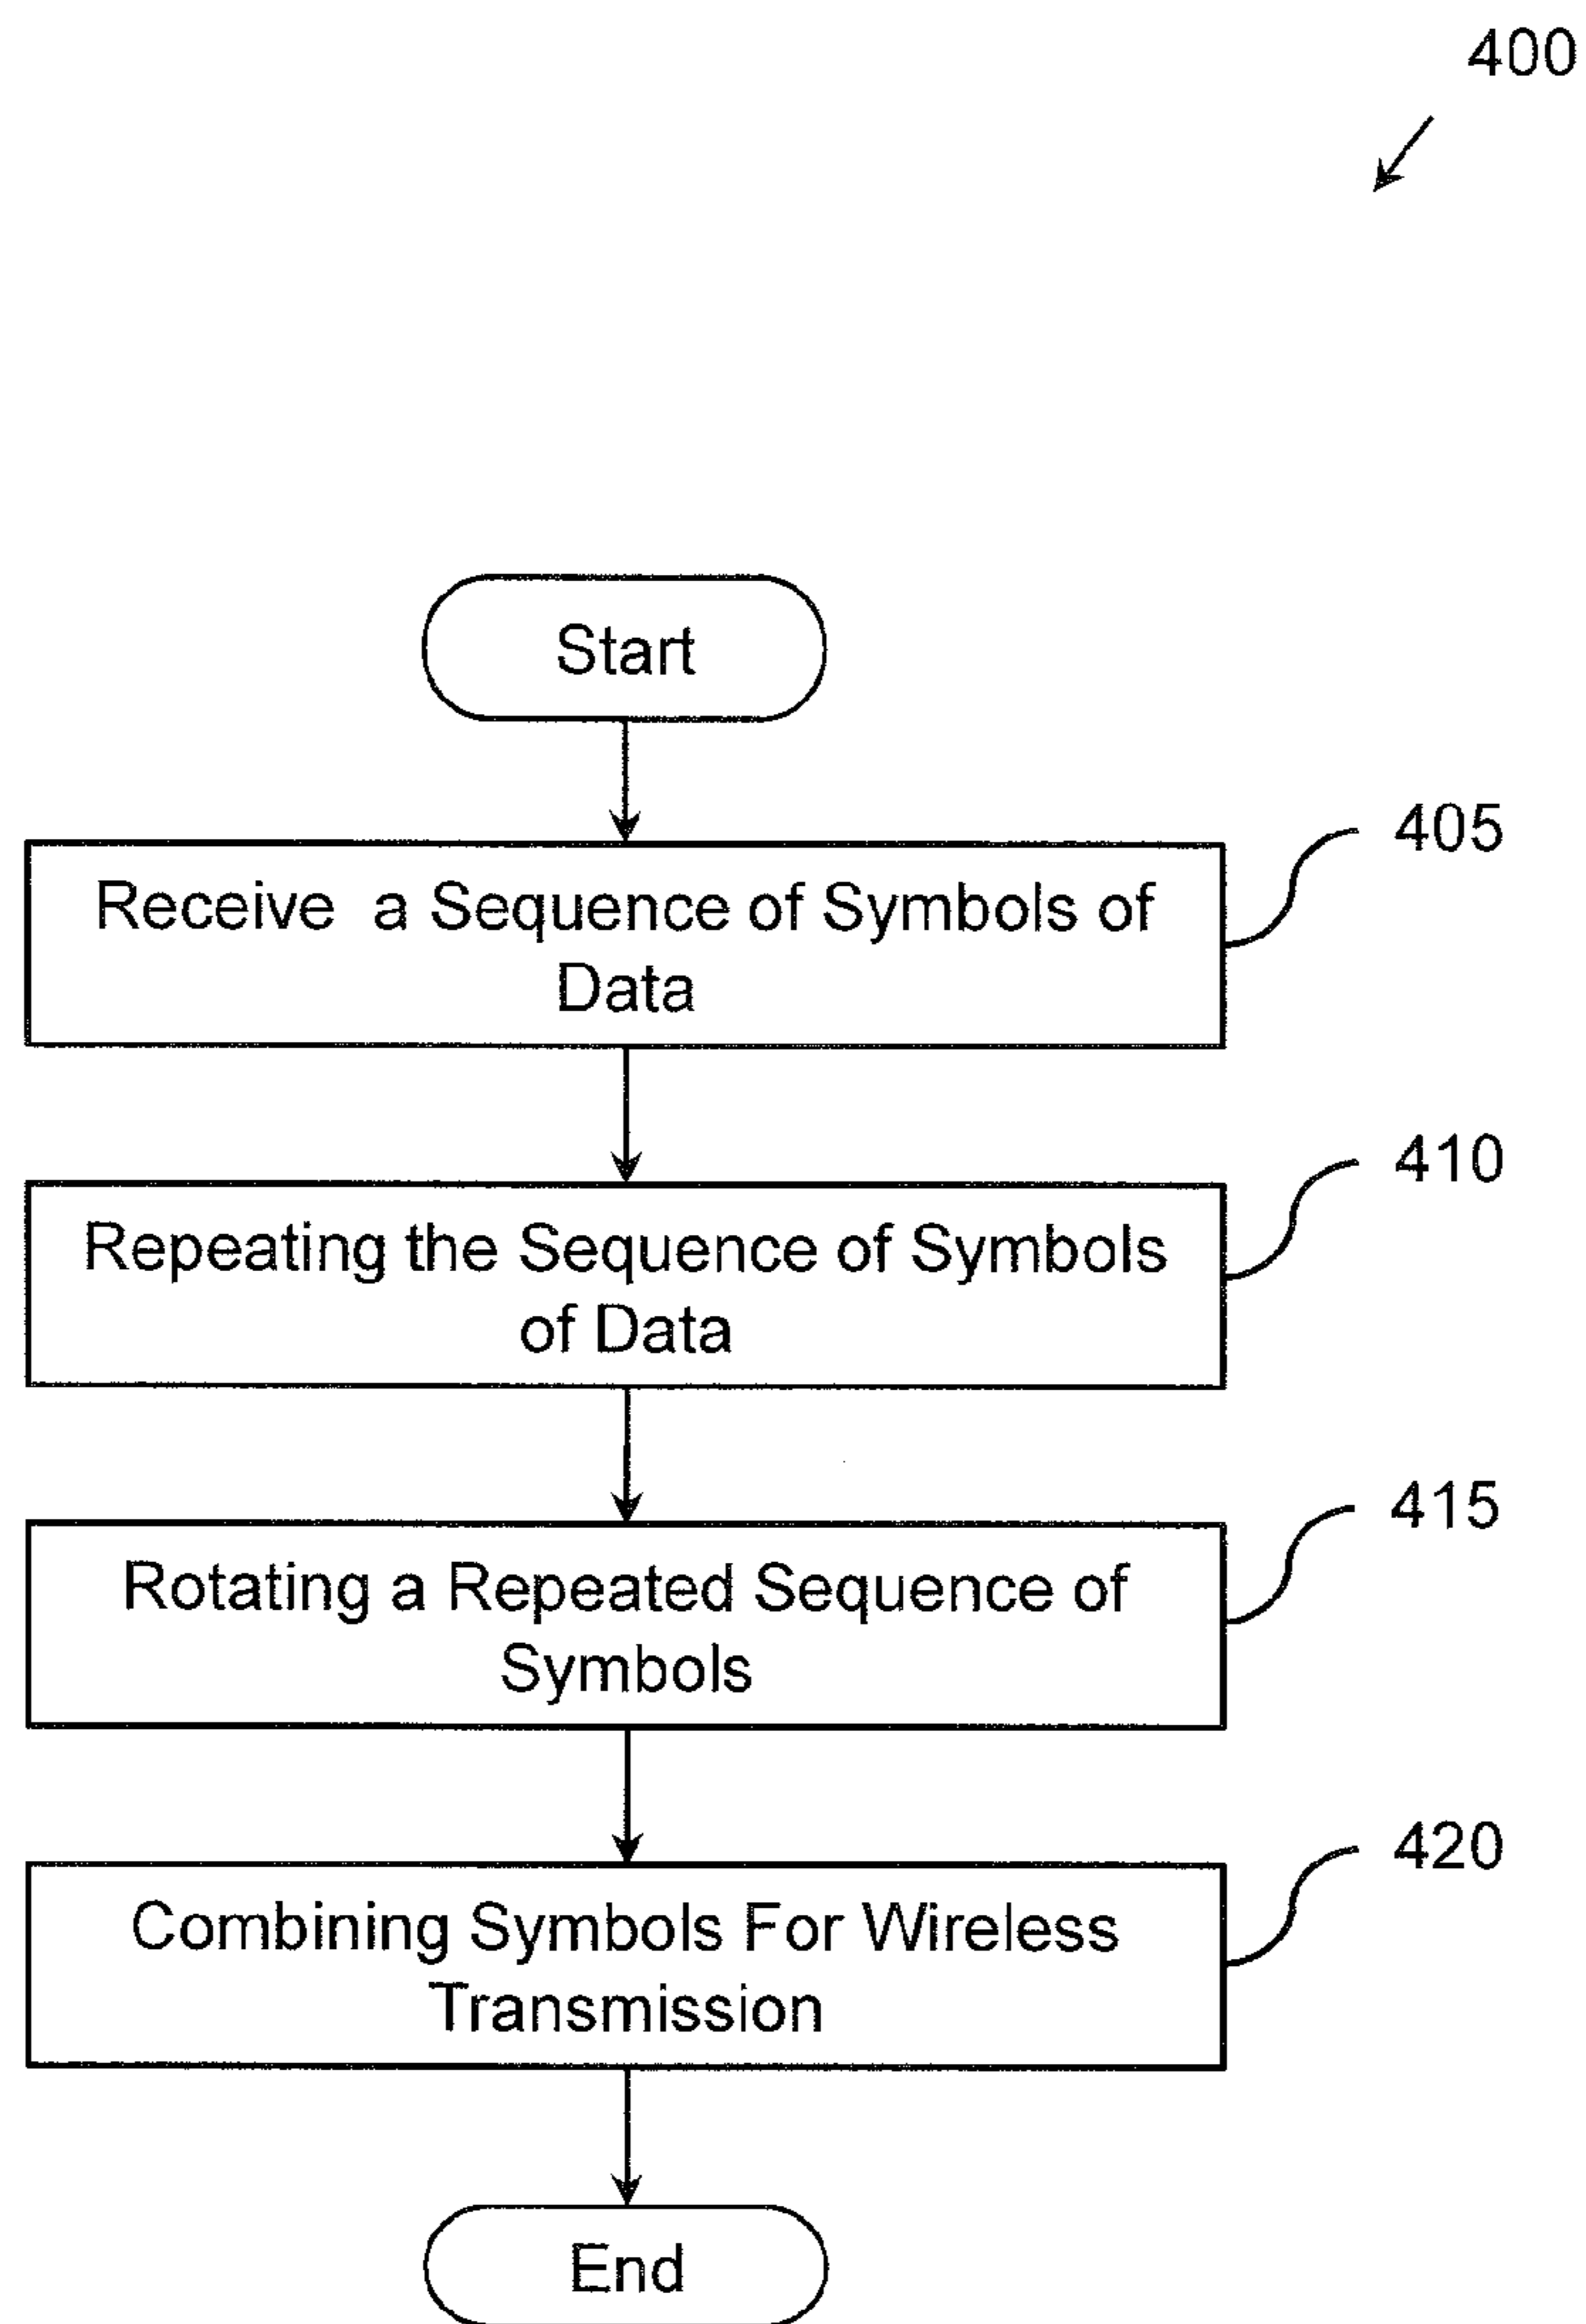 400
Start
Receive a Sequence of Symbols of
Data
405
Repeating the Sequence of Symbols
of Data
410
Rotating a Repeated Sequence of
Symbols
415
Combining Symbols For Wireless
Transmission
420
End